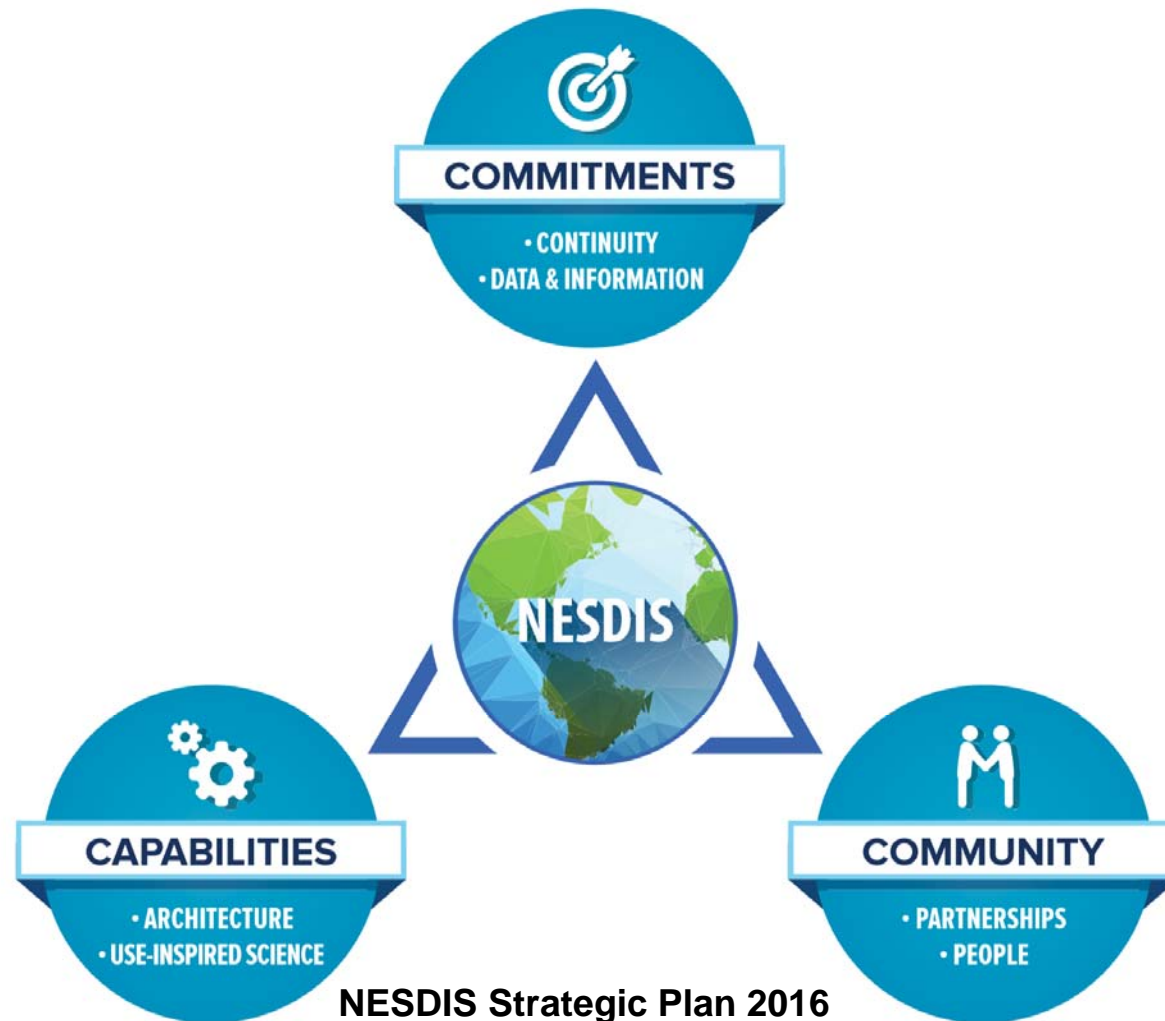 COMMITMENTS
• CONTINUITY
• DATA & INFORMATION
NESDIS
CAPABILITIES
• ARCHITECTURE
• USE-INSPIRED SCIENCE
COMMUNITY
• PARTNERSHIPS
• PEOPLE
NESDIS Strategic Plan 2016